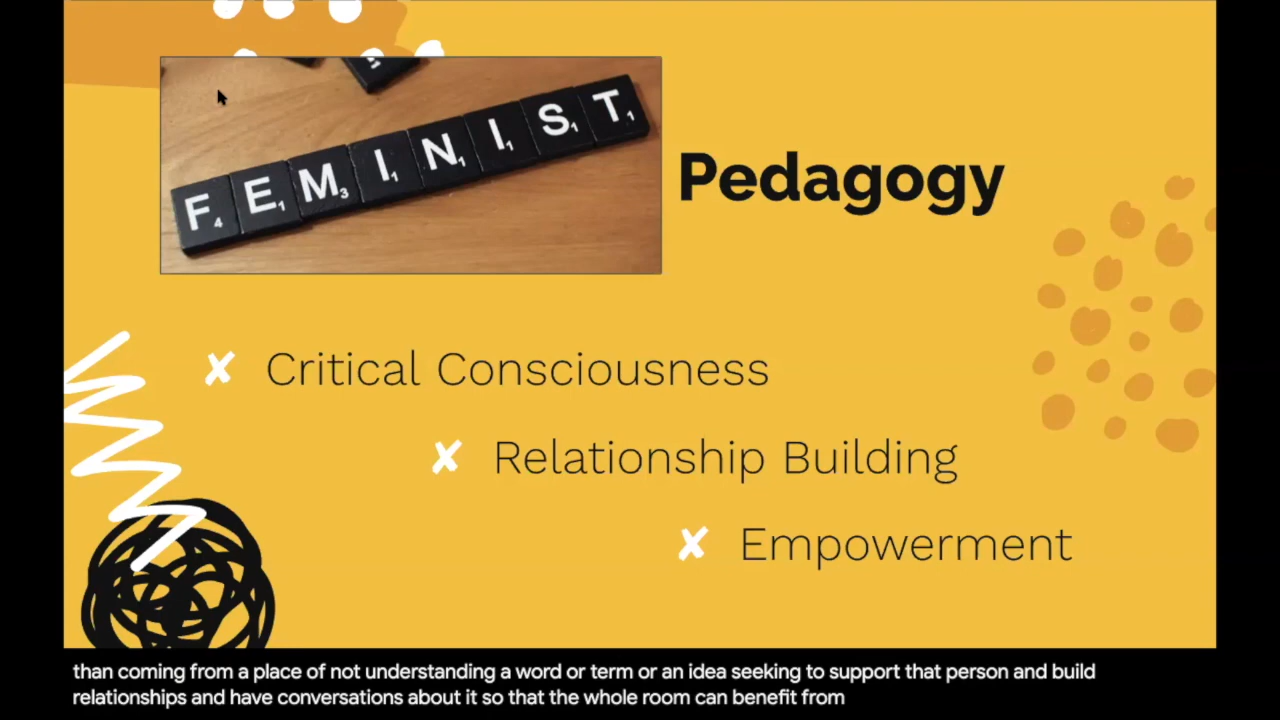 FEMINIST
Pedagogy
✘ Critical Consciousness
✘ Relationship Building
✘ Empowerment
than coming from a place of not understanding a word or term or an idea seeking to support that person and build
relationships and have conversations about it so that the whole room can benefit from